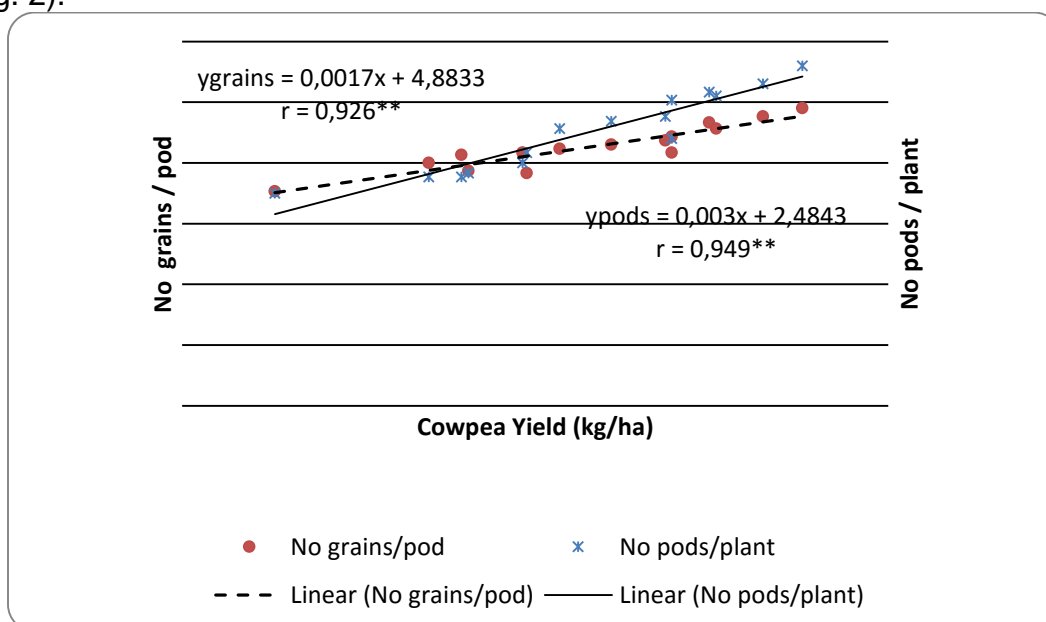 g. 2).
ygrains = 0,0017x + 4,8833
r = 0,926**
ypods = 0,003x + 2,4843
r = 0,949**
No grains / pod
No pods / plant
Cowpea Yield (kg/ha)
No grains/pod
No pods/plant
Linear (No grains/pod)
Linear (No pods/plant)